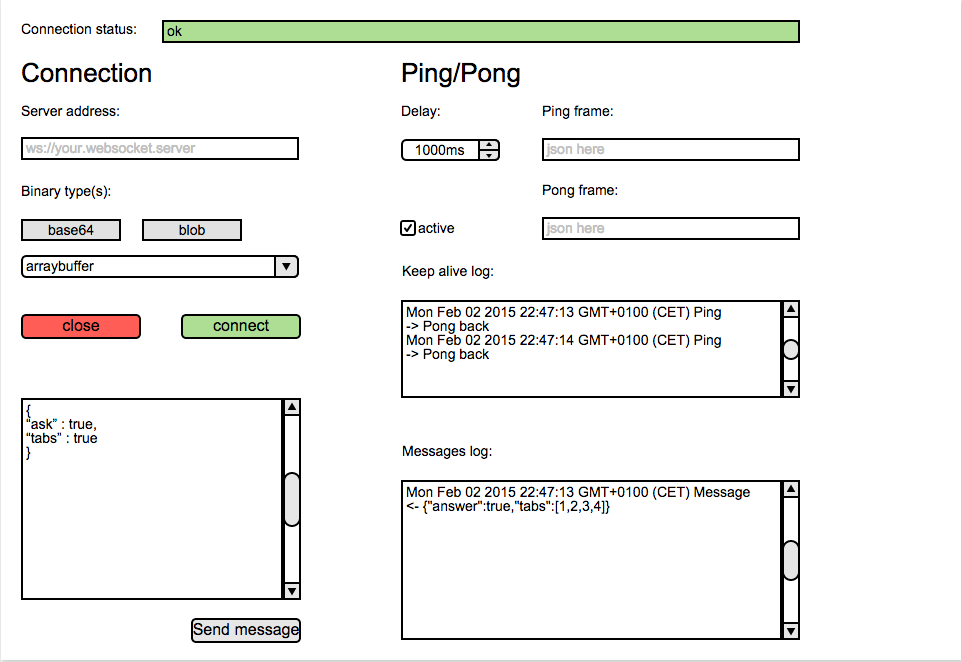 Connection status:
ok
Connection
Server address:
ws://your.websocket.server
Binary type(s):
base64
blob
arraybuffer
close
connect
{
“ask” : true,
“tabs” : true
}
Send message
Ping/Pong
Delay:
1000ms
Ping frame:
json here
Pong frame:
json here
active
Keep alive log:
Mon Feb 02 2015 22:47:13 GMT+0100 (CET) Ping
-> Pong back
Mon Feb 02 2015 22:47:14 GMT+0100 (CET) Ping
-> Pong back
Messages log:
Mon Feb 02 2015 22:47:13 GMT+0100 (CET) Message
<- {"answer":true,"tabs":[1,2,3,4]}